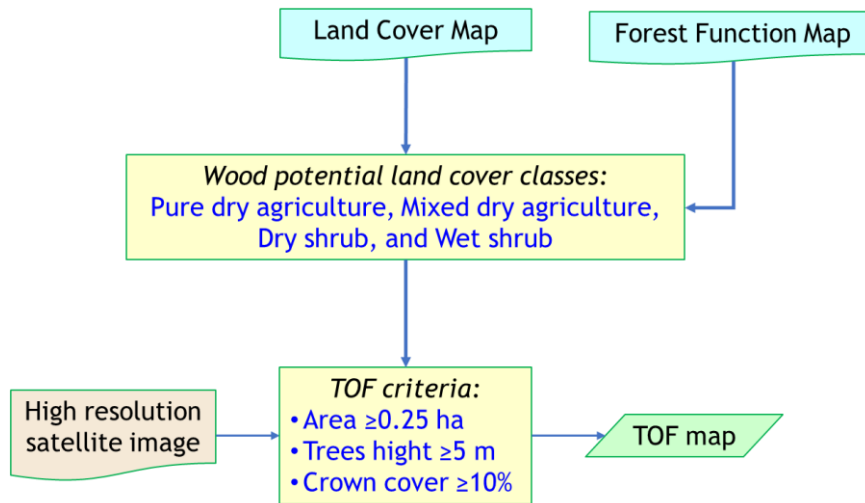 Land Cover Map
Forest Function Map
Wood potential land cover classes:
Pure dry agriculture, Mixed dry agriculture,
Dry shrub, and Wet shrub
High resolution
satellite image
TOF criteria:
• Area ≥0.25 ha
• Trees hight ≥5 m
• Crown cover ≥10%
TOF map